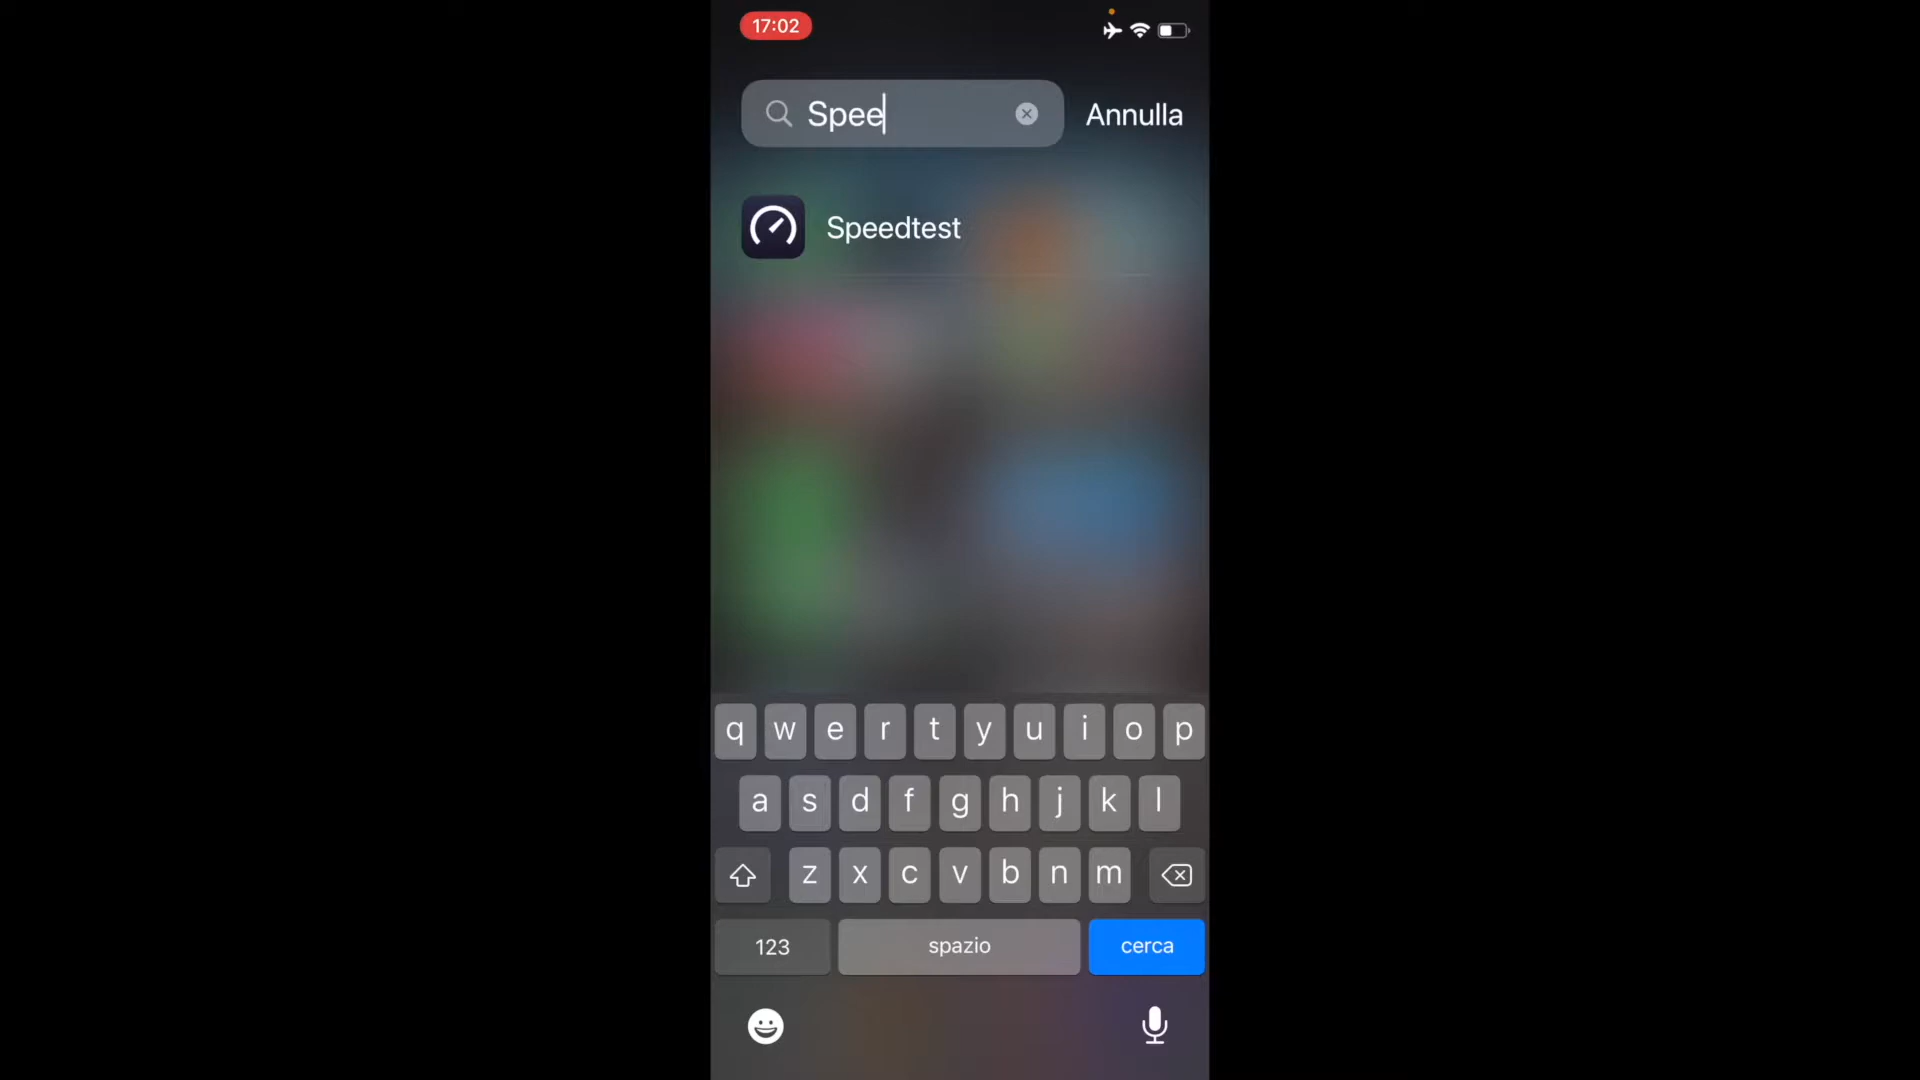 17:02
Spee
Annulla
Speedtest
q w e r t y u i o p
a s d f g h j k l
z x c v b n m
123 spazio cerca